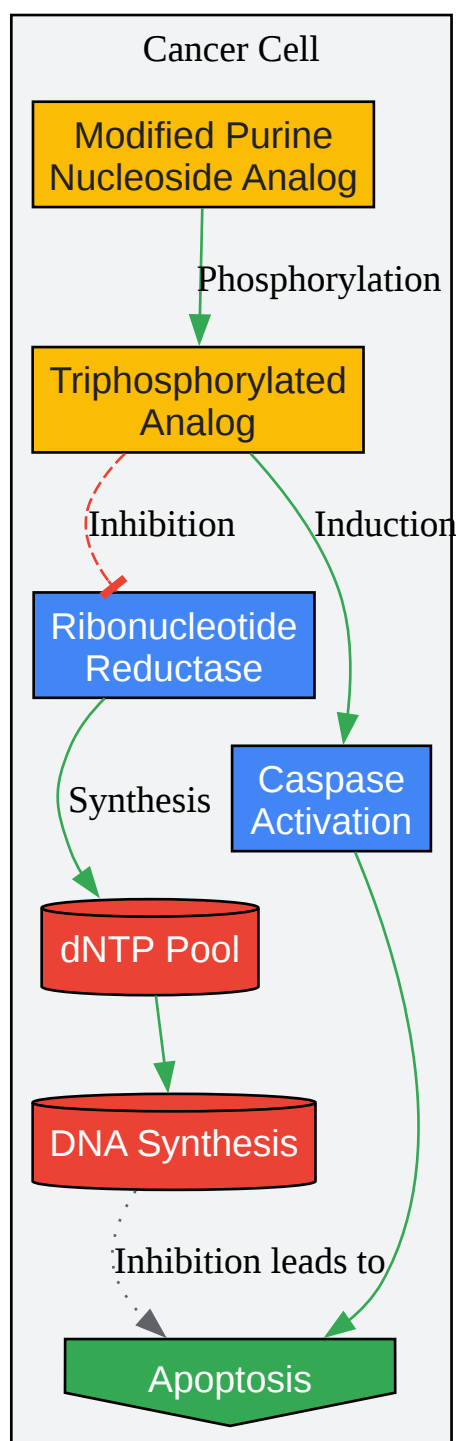 Cancer Cell
Modified Purine
Nucleoside Analog
Phosphorylation
Triphosphorylated
Analog
Inhibition
Induction
Ribonucleotide
Reductase
Caspase
Activation
Synthesis
dNTP Pool
DNA Synthesis
Inhibition leads to
Apoptosis